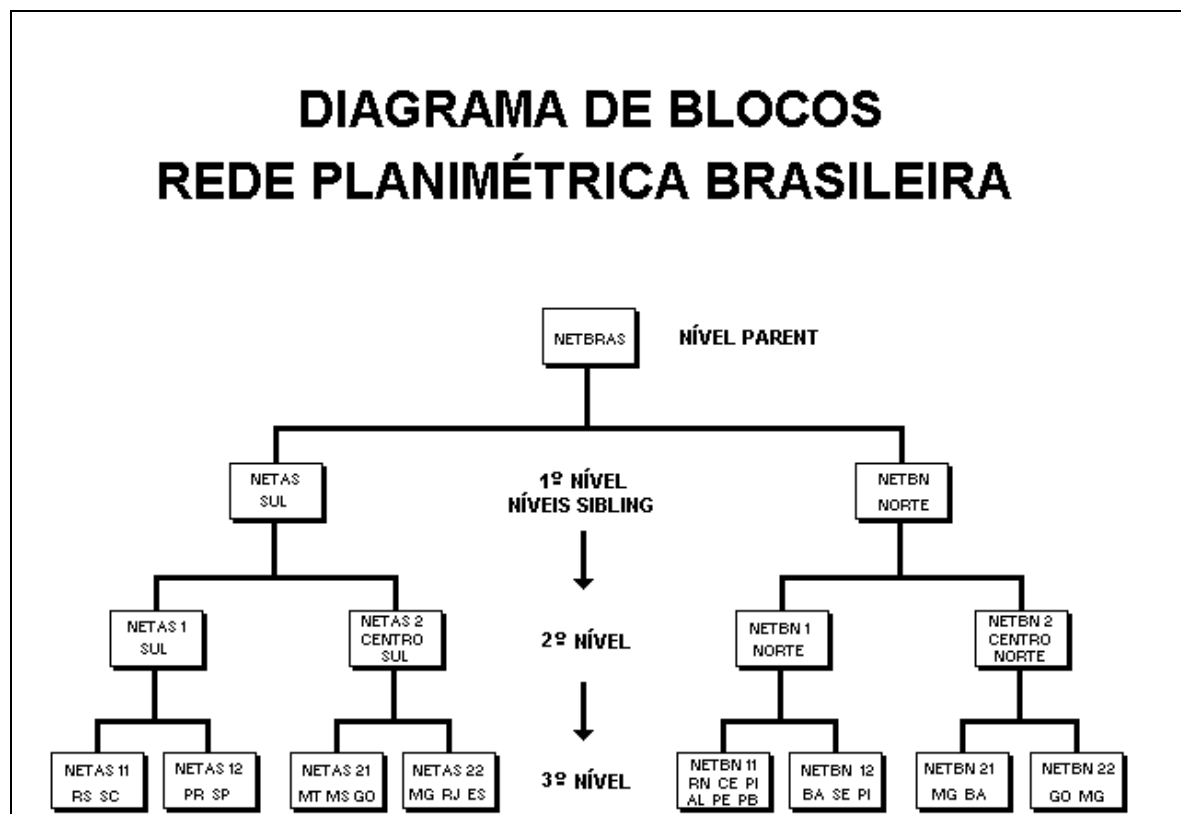 DIAGRAMA DE BLOCOS
REDE PLANIMÉTRICA BRASILEIRA
NETBRAS
NÍVEL PARENT
NETAS
SUL
1º NÍVEL
NÍVEIS SIBLING
NETBN
NORTE
NETAS 1
SUL
NETAS 2
CENTRO
SUL
2º NÍVEL
NETBN 1
NORTE
NETBN 2
CENTRO
NORTE
NETAS 11
RS SC
NETAS 12
PR SP
NETAS 21
MT MS GO
NETAS 22
MG RJ ES
3º NÍVEL
NETBN 11
RN CE PI
AL PE PB
NETBN 12
BA SE PI
NETBN 21
MG BA
NETBN 22
GO MG